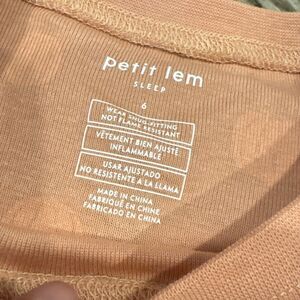 petit lem
SLEEP
6
WEAR SNUG-FITTING
NOT FLAME RESISTANT
VÊTEMENT BIEN AJUSTÉ
INFLAMMABLE
USAR AJUSTADO
NO RESISTENTE A LA LLAMA
MADE IN CHINA
FABRIQUÉ EN CHINE
FABRICADO EN CHINA